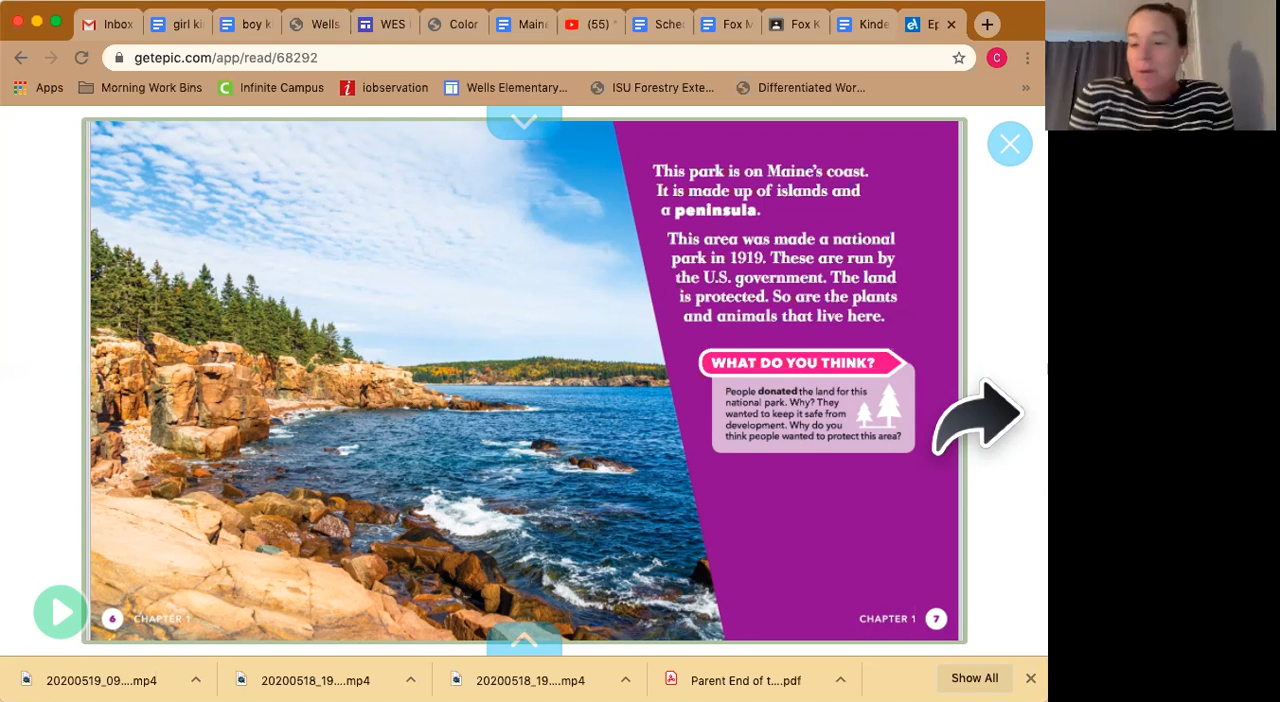 Inbox
girl ki
boy k
Wells
WES
Color
Maine
(55)
Sche
Fox M
Fox K
Kinde
Ep
getepic.com/app/read/68292
C
Apps
Morning Work Bins
Infinite Campus
iobservation
Wells Elementary...
ISU Forestry Exte...
Differentiated Wor...
»
This park is on Maine's coast.
It is made up of islands and
a peninsula.
This area was made a national
park in 1919. These are run by
the U.S. government. The land
is protected. So are the plants
and animals that live here.
WHAT DO YOU THINK?
People donated the land for this
national park. Why? They
wanted to keep it safe from
development. Why do you
think people wanted to protect this area?
6 CHAPTER 1
CHAPTER 1 7
20200519_09....mp4
20200518_19....mp4
20200518_19....mp4
Parent End of t....pdf
Show All